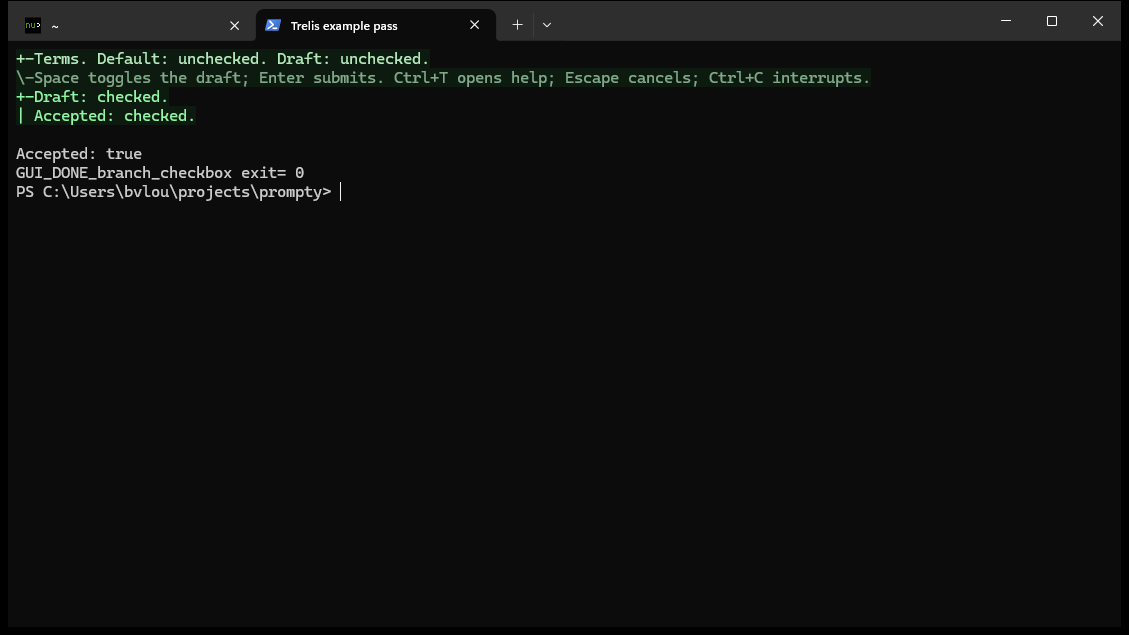 nu>
~
Trelis example pass
+−Terms. Default: unchecked. Draft: unchecked.
\−Space toggles the draft; Enter submits. Ctrl+T opens help; Escape cancels; Ctrl+C interrupts.
+−Draft: checked.
| Accepted: checked.
Accepted: true
GUI_DONE_branch_checkbox exit= 0
PS C:\Users\bvlou\projects\prompty>